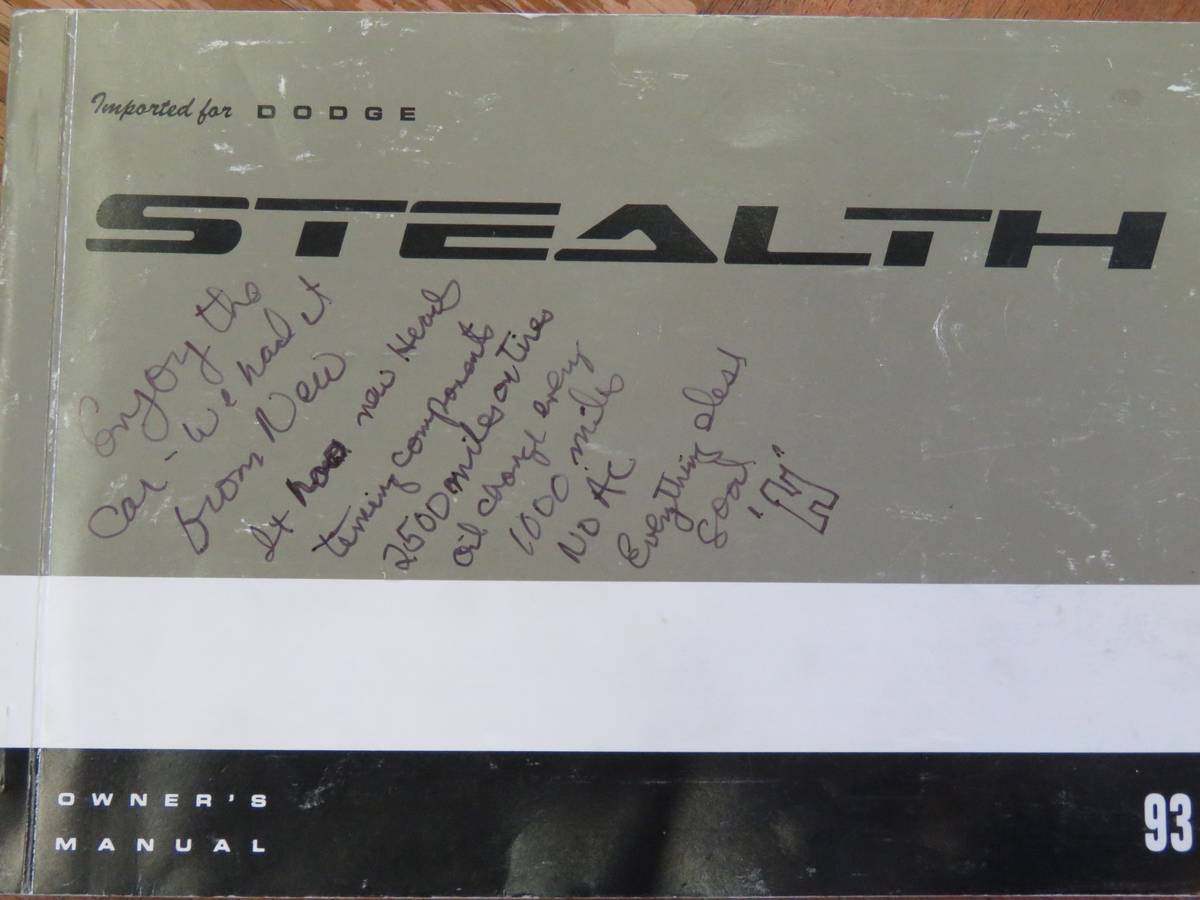 Imported for DODGE
STEALTH
Enjoy the
Car - We had it
from New
It has new Head
timing components
2500 miles on tires
oil change every
1000 miles
No AC
Everything else
Good
"H"
OWNER'S
MANUAL
93